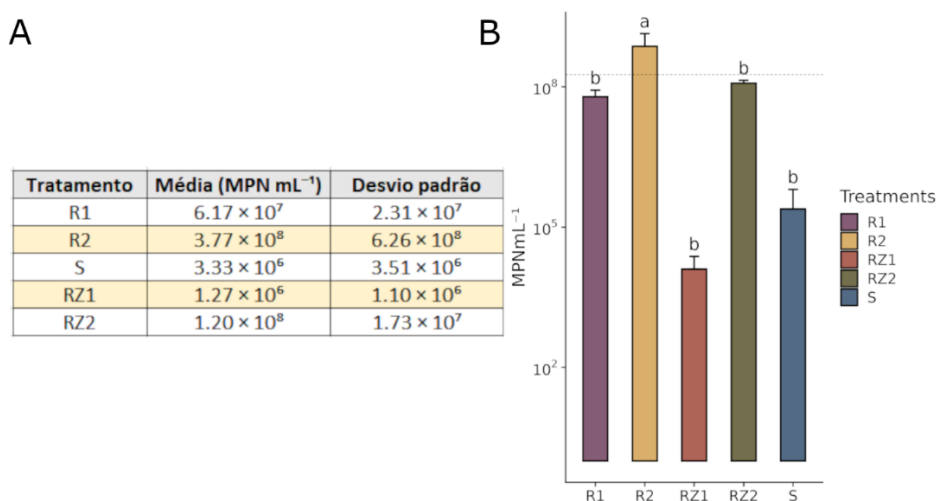 A
Tratamento Média (MPN mL⁻¹) Desvio padrão
R1 6.17 × 10⁷ 2.31 × 10⁷
R2 3.77 × 10⁸ 6.26 × 10⁸
S 3.33 × 10⁶ 3.51 × 10⁶
RZ1 1.27 × 10⁶ 1.10 × 10⁶
RZ2 1.20 × 10⁸ 1.73 × 10⁷
B
MPNmL⁻¹
10⁸
10⁵
10²
b
a
b
b
b
R1 R2 RZ1 RZ2 S
Treatments
R1
R2
RZ1
RZ2
S